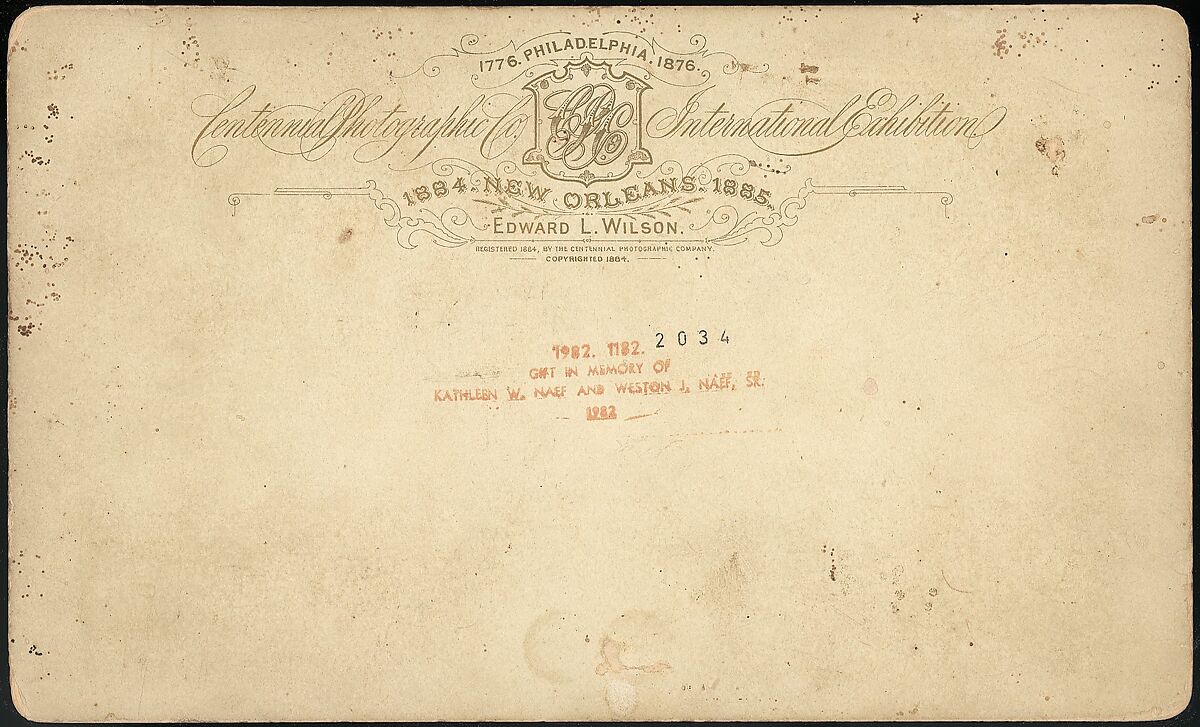 1776. PHILADELPHIA. 1876.
Centennial Photographic Co. CPC International Exhibition
1884. NEW ORLEANS. 1885.
EDWARD L. WILSON.
REGISTERED 1884, BY THE CENTENNIAL PHOTOGRAPHIC COMPANY.
COPYRIGHTED 1884.
1982. 1182. 2034
GIFT IN MEMORY OF
KATHLEEN W. NAEF AND WESTON J. NAEF, SR.
1982